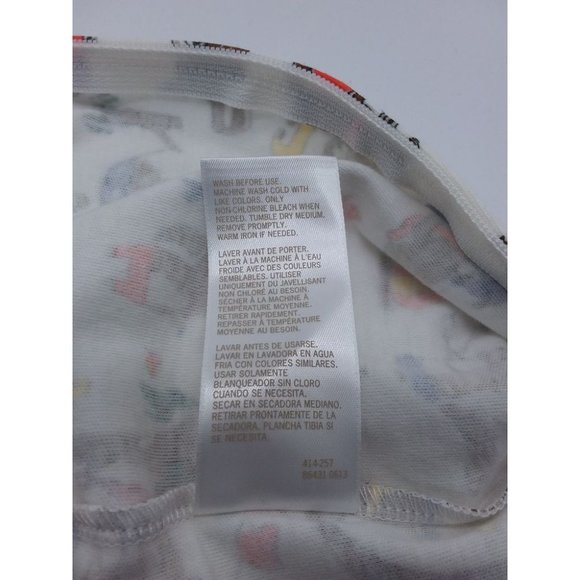 WASH BEFORE USE.
MACHINE WASH COLD WITH
LIKE COLORS. ONLY
NON-CHLORINE BLEACH WHEN
NEEDED. TUMBLE DRY MEDIUM.
REMOVE PROMPTLY.
WARM IRON IF NEEDED.
LAVER AVANT DE PORTER.
LAVER À LA MACHINE À L'EAU
FROIDE AVEC DES COULEURS
SEMBLABLES. UTILISER
UNIQUEMENT DU JAVELLISANT
NON CHLORÉ AU BESOIN.
SÉCHER À LA MACHINE À
TEMPÉRATURE MOYENNE.
RETIRER RAPIDEMENT.
REPASSER À TEMPÉRATURE
MOYENNE AU BESOIN.
LAVAR ANTES DE USARSE.
LAVAR EN LAVADORA EN AGUA
FRIA CON COLORES SIMILARES.
USAR SOLAMENTE
BLANQUEADOR SIN CLORO
CUANDO SE NECESITA.
SECAR EN SECADORA MEDIANO.
RETIRAR PRONTAMENTE DE LA
SECADORA, PLANCHA TIBIA SI
SE NECESITA.
414-257
86431 0613